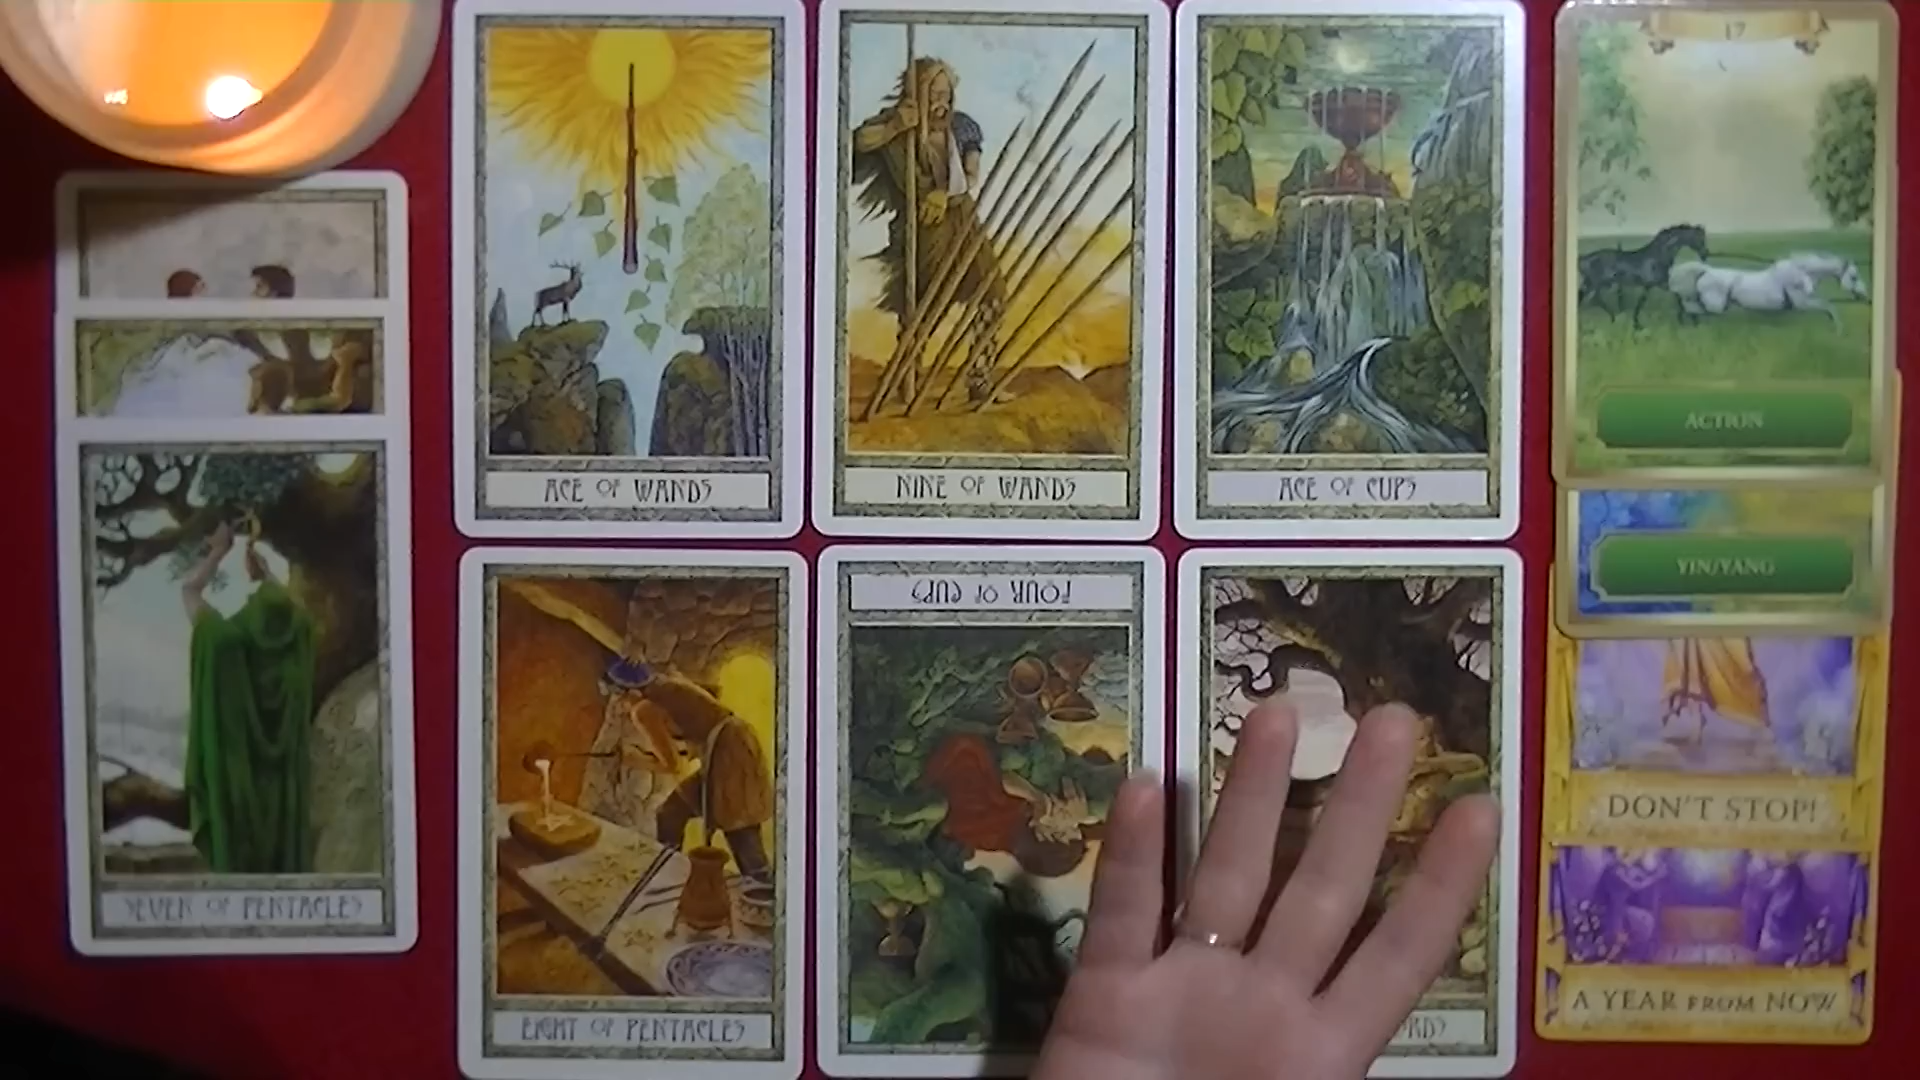 ACE OF WANDS
NINE OF WANDS
ACE OF CUPS
17
ACTION
YIN/YANG
SEVEN OF PENTACLES
EIGHT OF PENTACLES
FOUR OF CUPS
DON'T STOP!
A YEAR FROM NOW